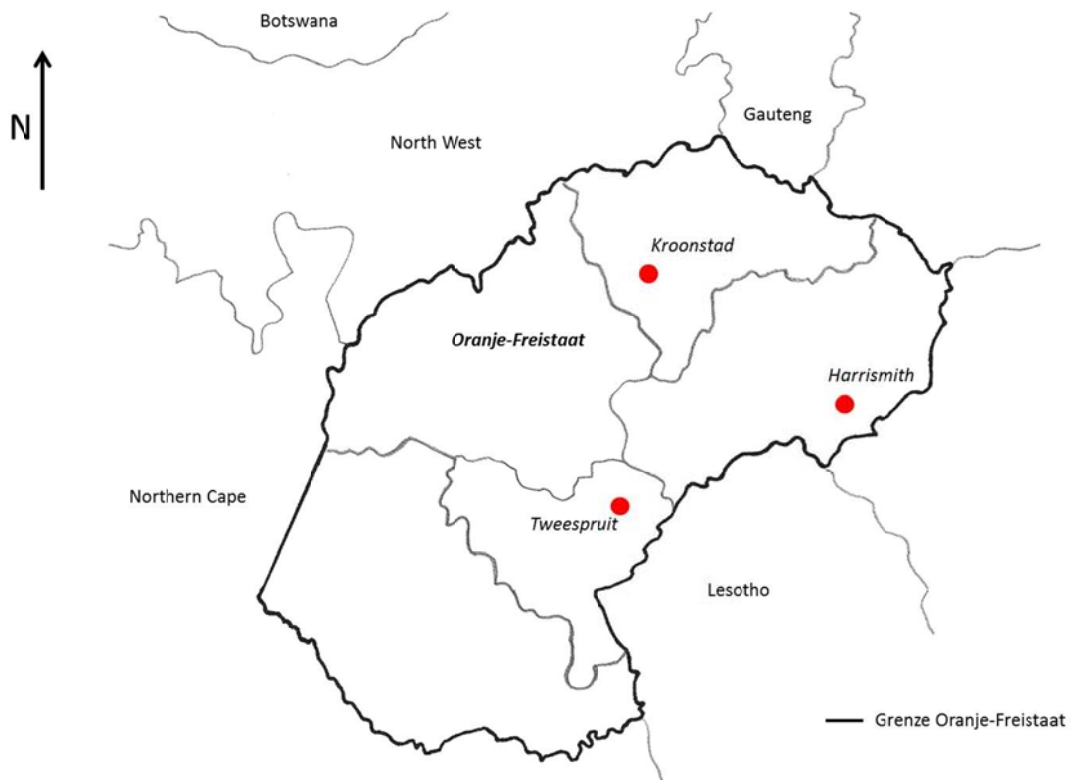 Botswana
Gauteng
N
North West
Kroonstad
Oranje-Freistaat
Harrismith
Northern Cape
Tweespruit
Lesotho
Grenze Oranje-Freistaat